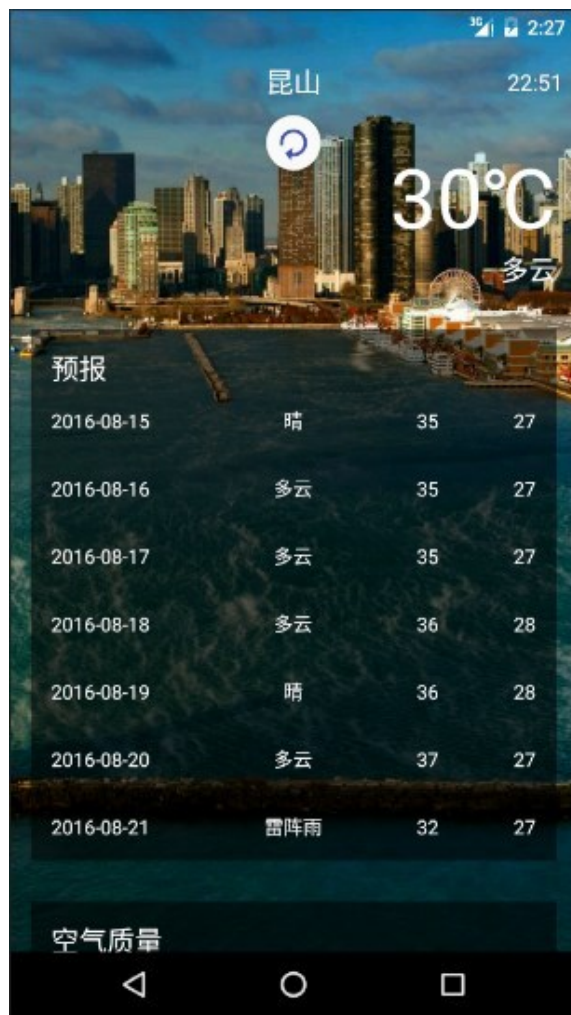 3G 2:27
昆山 22:51
30°C
多云
预报
2016-08-15 晴 35 27
2016-08-16 多云 35 27
2016-08-17 多云 35 27
2016-08-18 多云 36 28
2016-08-19 晴 36 28
2016-08-20 多云 37 27
2016-08-21 雷阵雨 32 27
空气质量